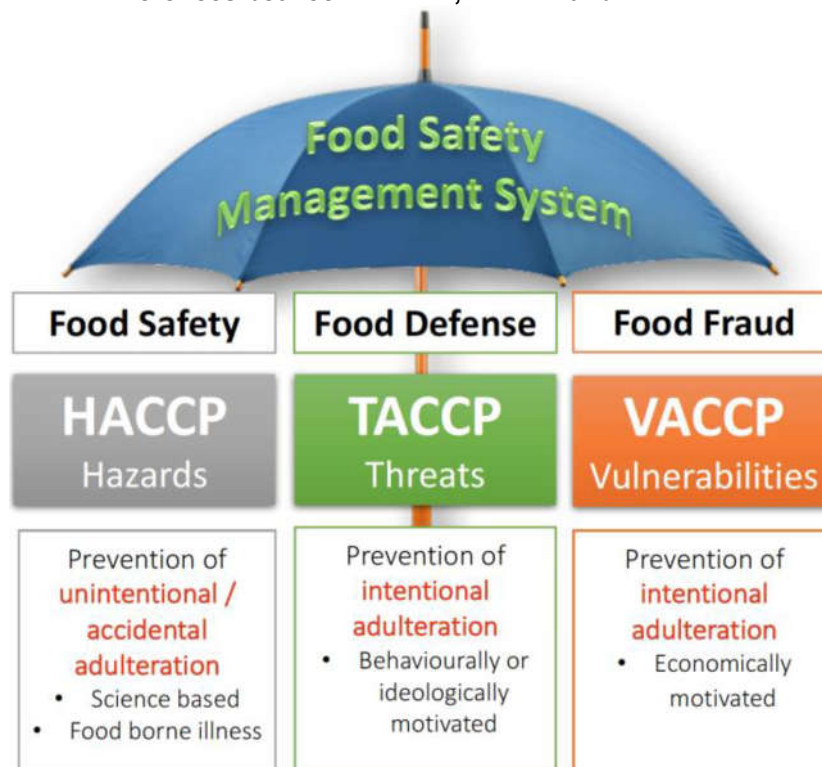 Food Safety
Management System
Food Safety
Food Defense
Food Fraud
HACCP
Hazards
TACCP
Threats
VACCP
Vulnerabilities
Prevention of
unintentional /
accidental
adulteration
• Science based
• Food borne illness
Prevention of
intentional
adulteration
• Behaviourally or
ideologically
motivated
Prevention of
intentional
adulteration
• Economically
motivated